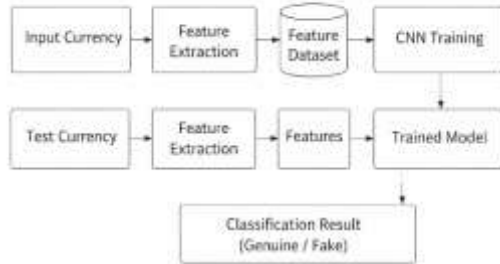 Input Currency
Feature
Extraction
Feature
Dataset
CNN Training
Test Currency
Feature
Extraction
Features
Trained Model
Classification Result
(Genuine / Fake)